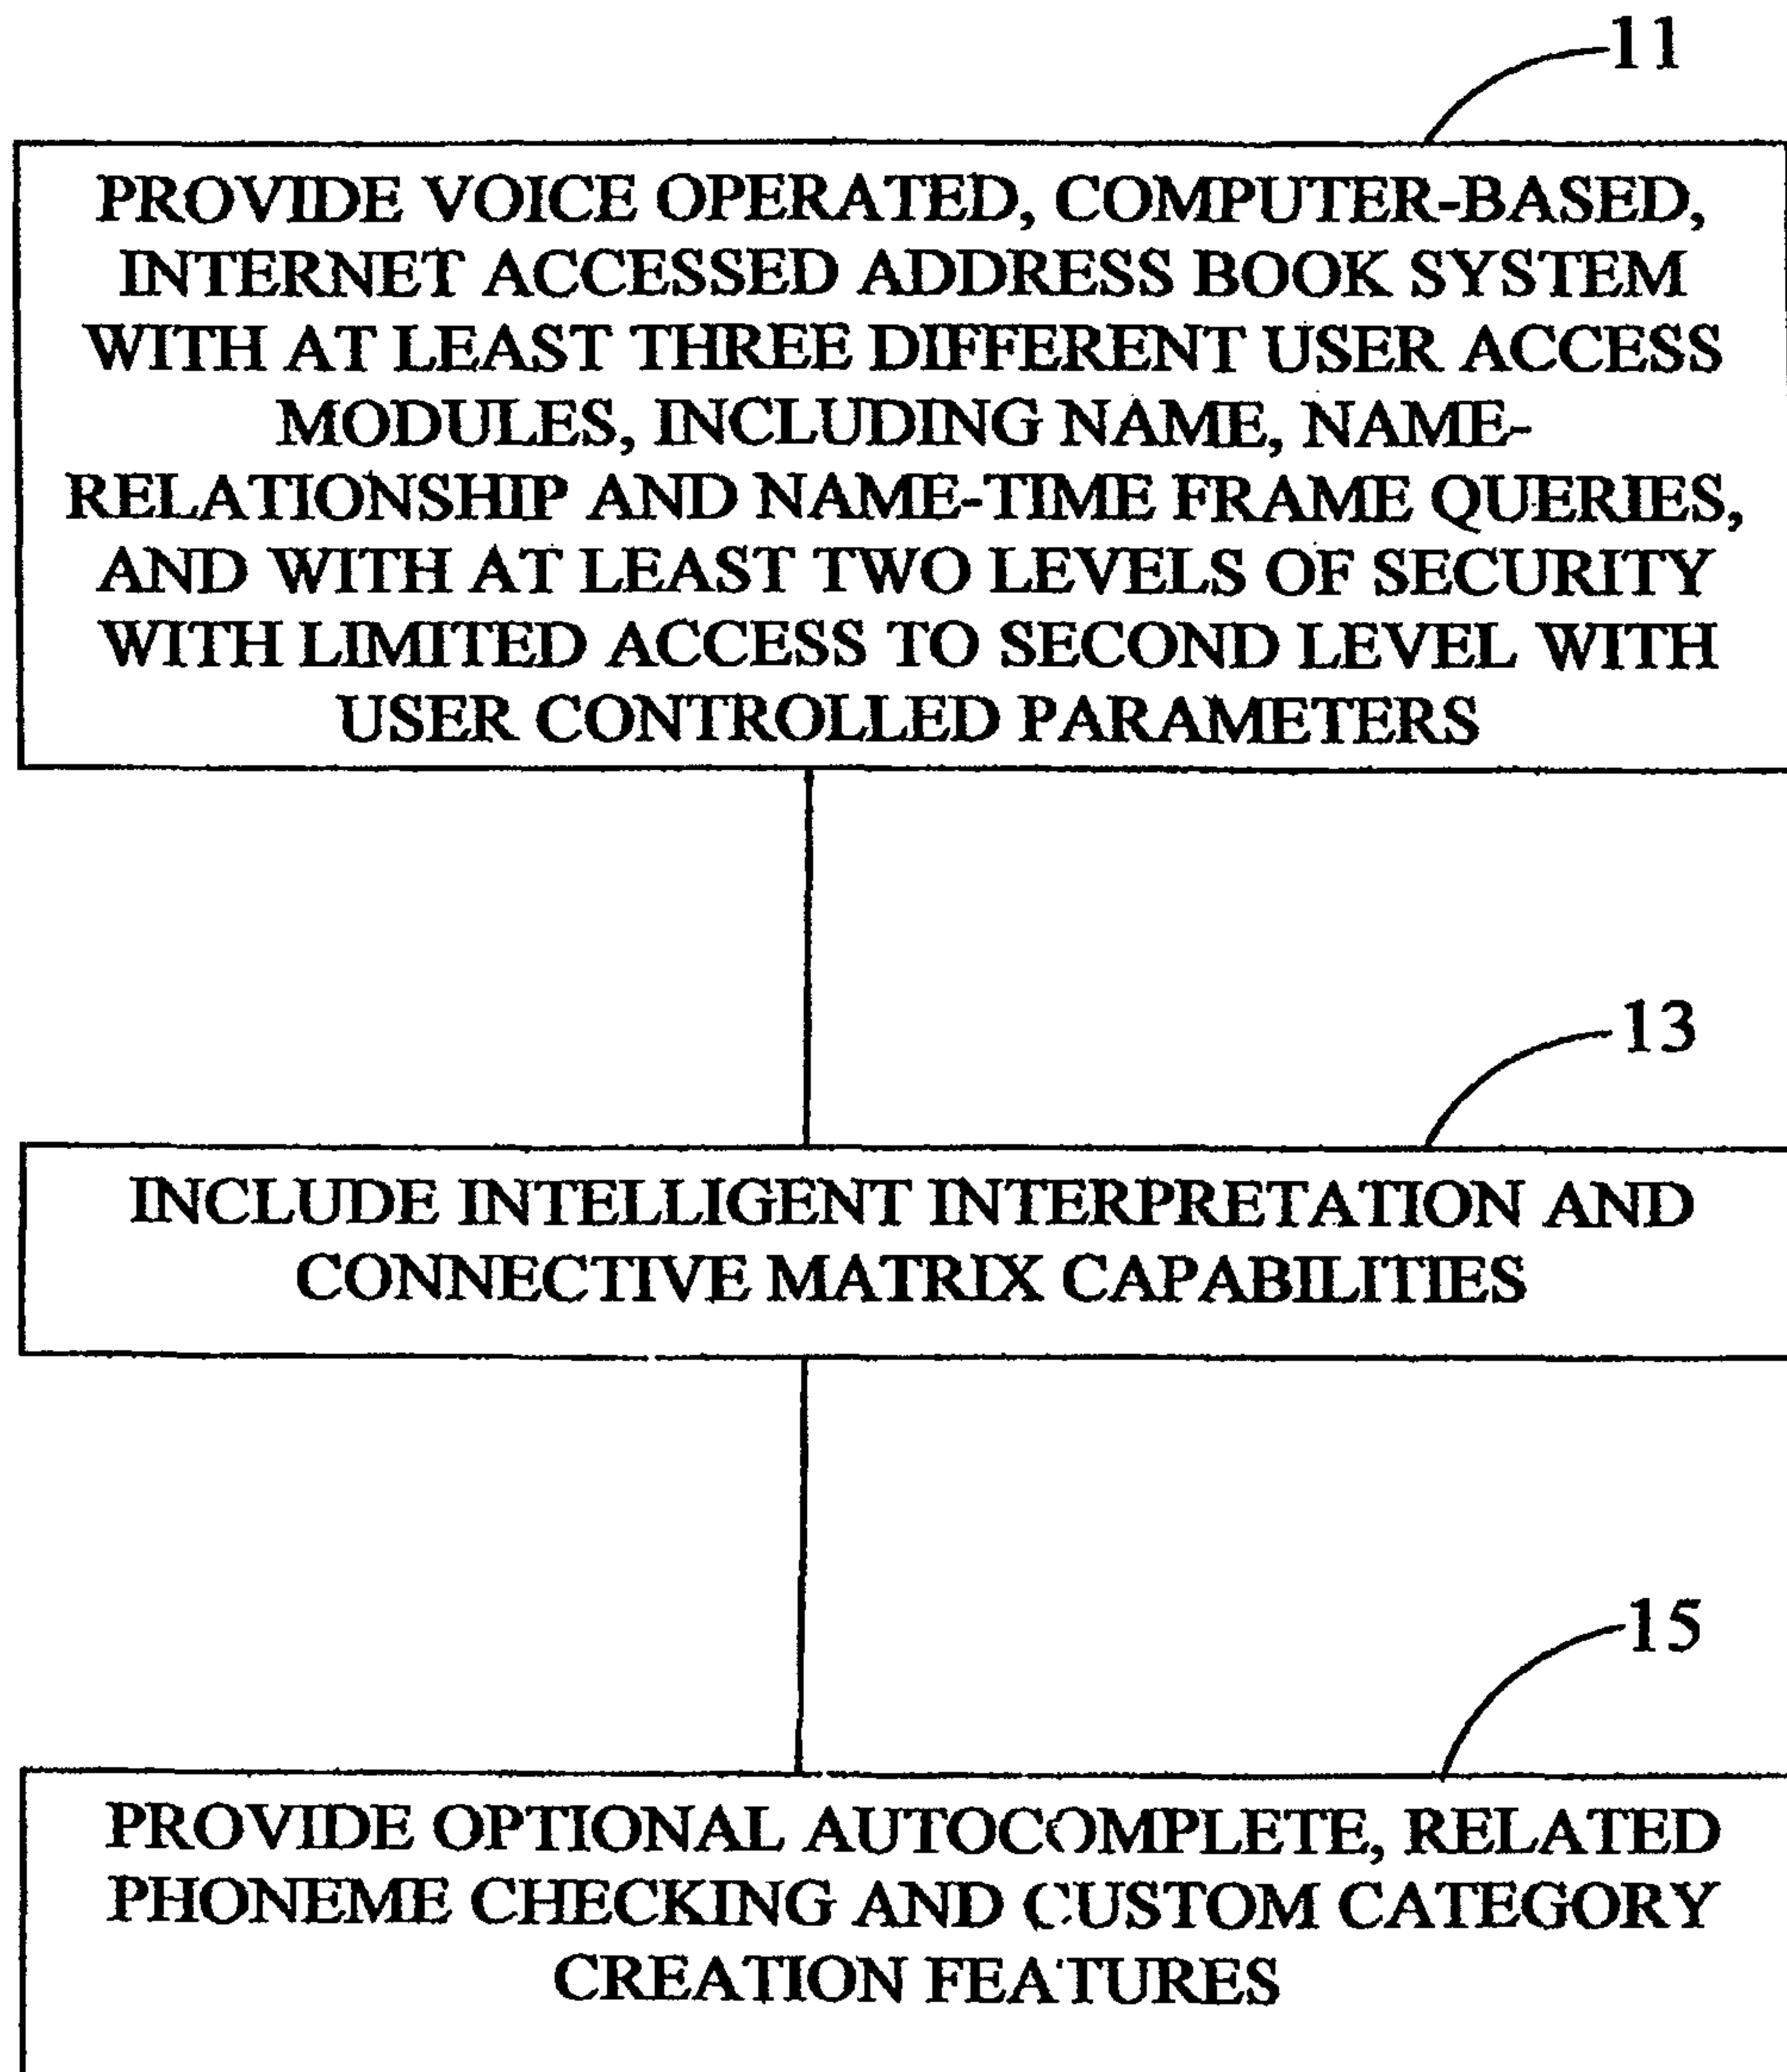 11
PROVIDE VOICE OPERATED, COMPUTER-BASED,
INTERNET ACCESSED ADDRESS BOOK SYSTEM
WITH AT LEAST THREE DIFFERENT USER ACCESS
MODULES, INCLUDING NAME, NAME-
RELATIONSHIP AND NAME-TIME FRAME QUERIES,
AND WITH AT LEAST TWO LEVELS OF SECURITY
WITH LIMITED ACCESS TO SECOND LEVEL WITH
USER CONTROLLED PARAMETERS
13
INCLUDE INTELLIGENT INTERPRETATION AND
CONNECTIVE MATRIX CAPABILITIES
15
PROVIDE OPTIONAL AUTOCOMPLETE, RELATED
PHONEME CHECKING AND CUSTOM CATEGORY
CREATION FEATURES